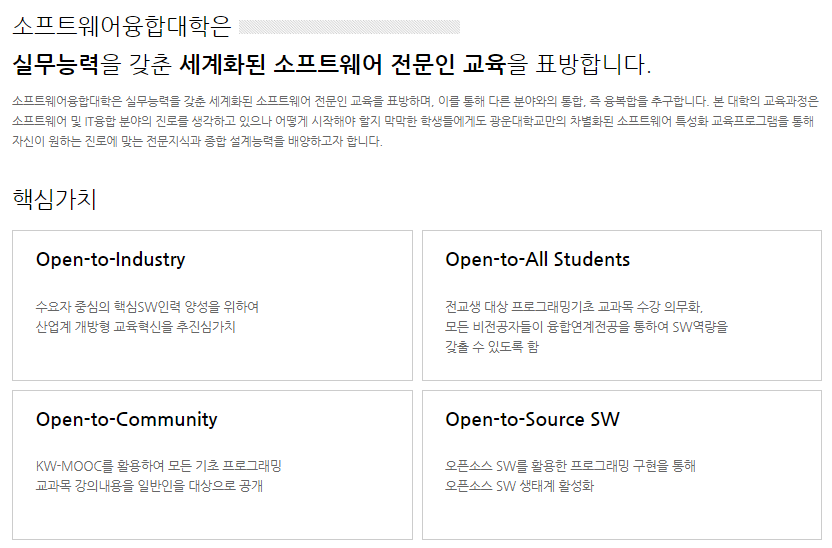 소프트웨어융합대학은
실무능력을 갖춘 세계화된 소프트웨어 전문인 교육을 표방합니다.
소프트웨어융합대학은 실무능력을 갖춘 세계화된 소프트웨어 전문인 교육을 표방하며, 이를 통해 다른 분야와의 통합, 즉 융복합을 추구합니다. 본 대학의 교육과정은
소프트웨어 및 IT융합 분야의 진로를 생각하고 있으나 어떻게 시작해야 할지 막막한 학생들에게도 광운대학교만의 차별화된 소프트웨어 특성화 교육프로그램을 통해
자신이 원하는 진로에 맞는 전문지식과 종합 설계능력을 배양하고자 합니다.
핵심가치
Open-to-Industry
수요자 중심의 핵심SW인력 양성을 위하여
산업계 개방형 교육혁신을 추진심가치
Open-to-All Students
전교생 대상 프로그래밍기초 교과목 수강 의무화,
모든 비전공자들이 융합연계전공을 통하여 SW역량을
갖출 수 있도록 함
Open-to-Community
KW-MOOC를 활용하여 모든 기초 프로그래밍
교과목 강의내용을 일반인을 대상으로 공개
Open-to-Source SW
오픈소스 SW를 활용한 프로그래밍 구현을 통해
오픈소스 SW 생태계 활성화